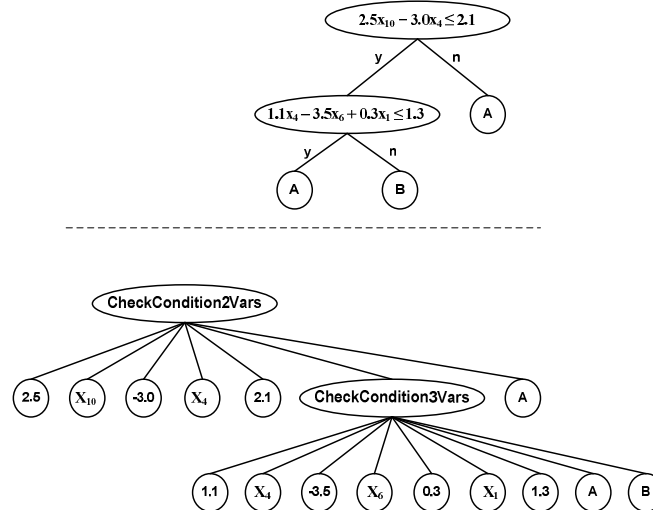 2.5x₁₀ − 3.0x₄ ≤ 2.1
y n
1.1x₄ − 3.5x₆ + 0.3x₁ ≤ 1.3 A
y n
A B
CheckCondition2Vars
2.5 X₁₀ -3.0 X₄ 2.1 CheckCondition3Vars A
1.1 X₄ -3.5 X₆ 0.3 X₁ 1.3 A B